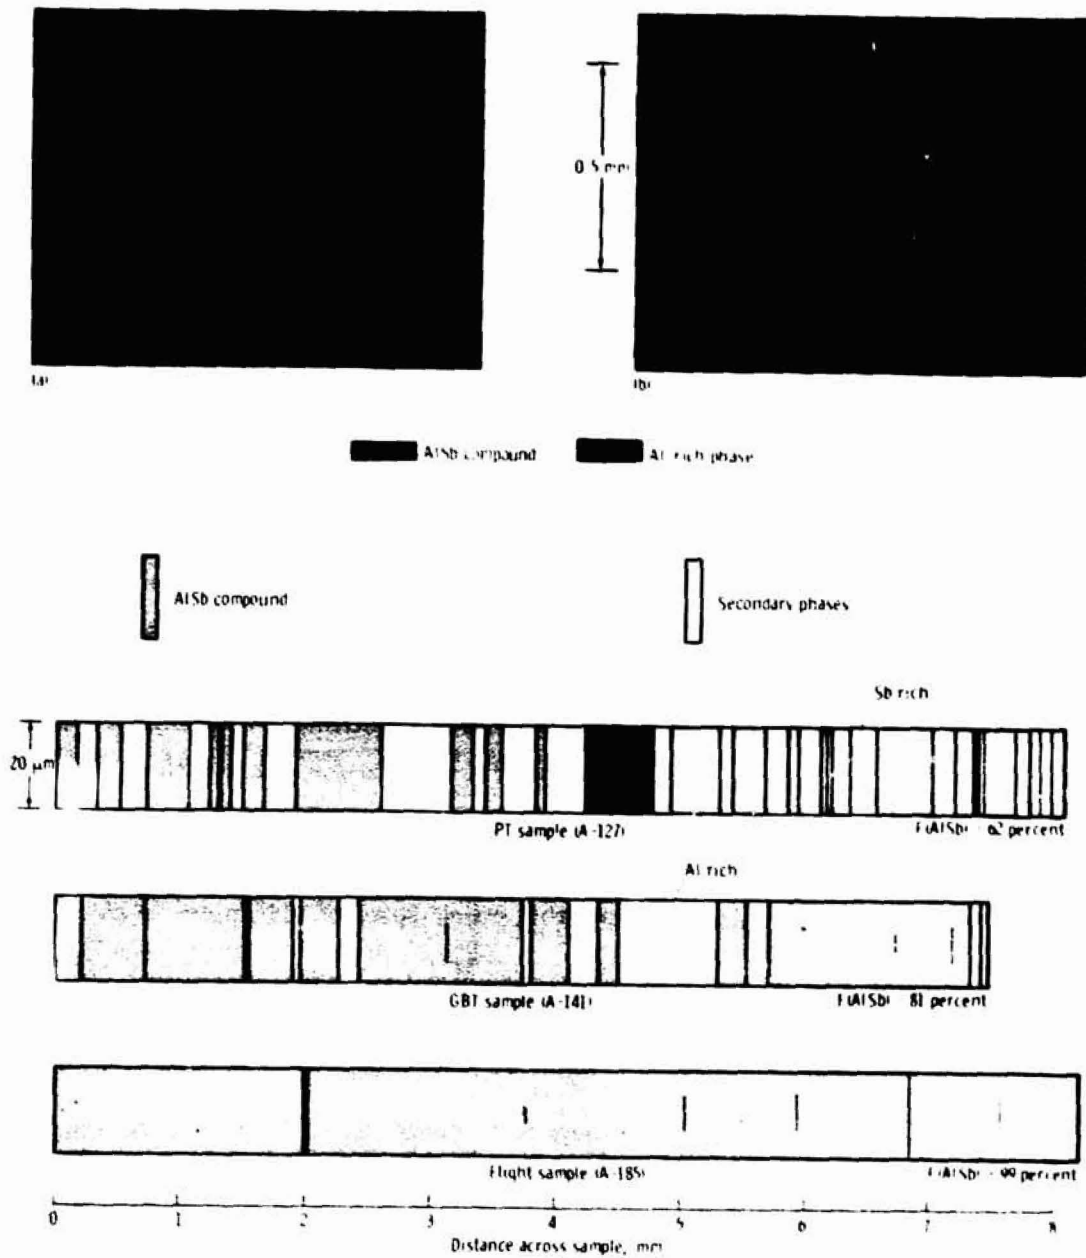 0.5 mm
(a)
(b)
AlSb compound
Al rich phase
AlSb compound
Secondary phases
Sb rich
20 µm
PT sample (A-127)
F(AlSb) - 62 percent
Al rich
GBT sample (A-141)
F(AlSb) - 81 percent
Flight sample (A-185)
F(AlSb) - 99 percent
0 1 2 3 4 5 6 7 8
Distance across sample, mm